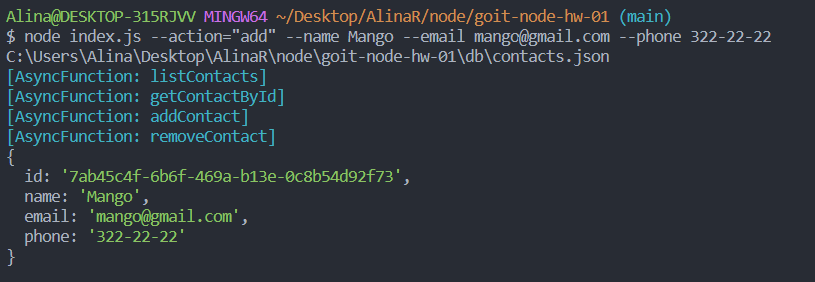 Alina@DESKTOP-315RJVV MINGW64 ~/Desktop/AlinaR/node/goit-node-hw-01 (main)
$ node index.js --action="add" --name Mango --email mango@gmail.com --phone 322-22-22
C:\Users\Alina\Desktop\AlinaR\node\goit-node-hw-01\db\contacts.json
[AsyncFunction: listContacts]
[AsyncFunction: getContactById]
[AsyncFunction: addContact]
[AsyncFunction: removeContact]
{
  id: '7ab45c4f-6b6f-469a-b13e-0c8b54d92f73',
  name: 'Mango',
  email: 'mango@gmail.com',
  phone: '322-22-22'
}